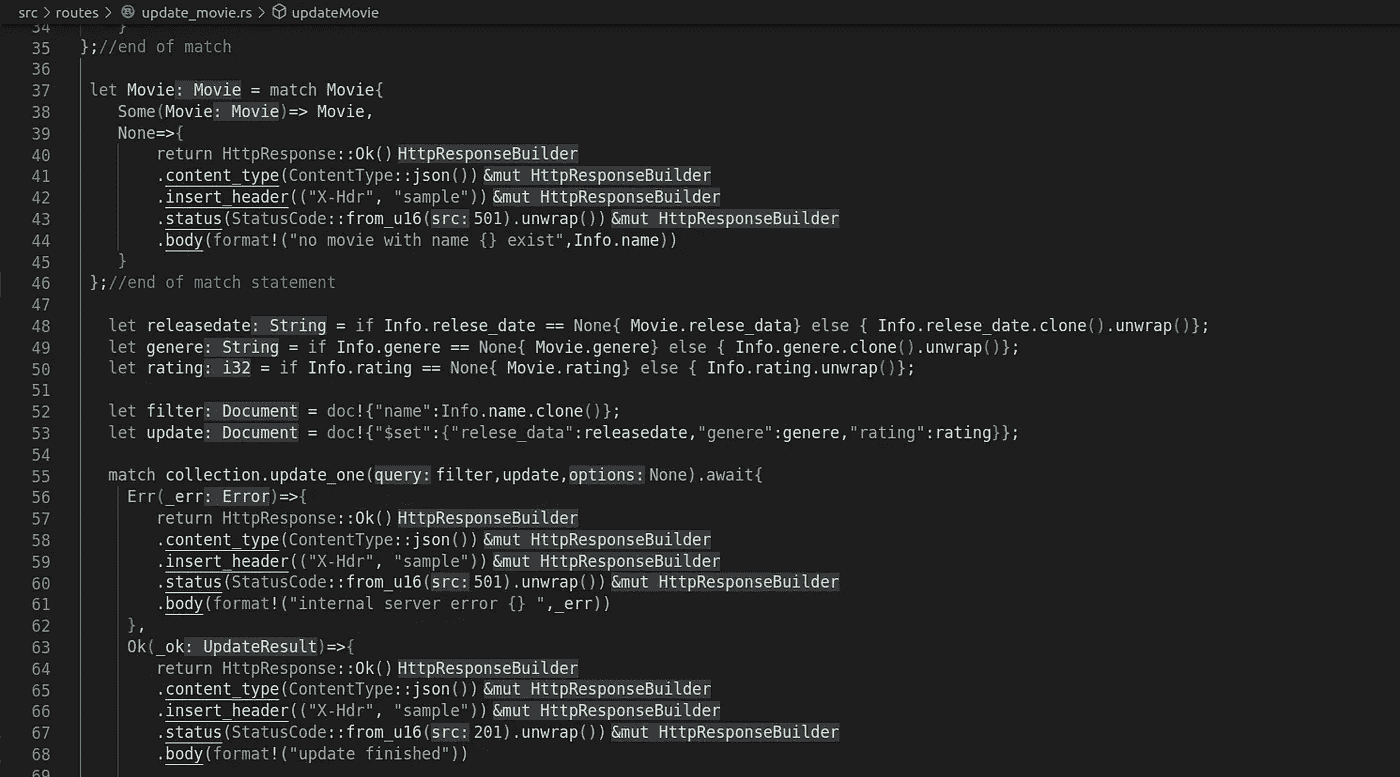 src > routes > update_movie.rs > updateMovie
34 }
35 };//end of match
36
37 let Movie: Movie = match Movie{
38 Some(Movie: Movie)=> Movie,
39 None=>{
40 return HttpResponse::Ok() HttpResponseBuilder
41 .content_type(ContentType::json()) &mut HttpResponseBuilder
42 .insert_header(("X-Hdr", "sample")) &mut HttpResponseBuilder
43 .status(StatusCode::from_u16(src: 501).unwrap()) &mut HttpResponseBuilder
44 .body(format!("no movie with name {} exist",Info.name))
45 }
46 };//end of match statement
47
48 let releasedate: String = if Info.relese_date == None{ Movie.relese_data} else { Info.relese_date.clone().unwrap()};
49 let genere: String = if Info.genere == None{ Movie.genere} else { Info.genere.clone().unwrap()};
50 let rating: i32 = if Info.rating == None{ Movie.rating} else { Info.rating.unwrap()};
51
52 let filter: Document = doc!{"name":Info.name.clone()};
53 let update: Document = doc!{"$set":{"relese_data":releasedate,"genere":genere,"rating":rating}};
54
55 match collection.update_one(query: filter,update,options: None).await{
56 Err(_err: Error)=>{
57 return HttpResponse::Ok() HttpResponseBuilder
58 .content_type(ContentType::json()) &mut HttpResponseBuilder
59 .insert_header(("X-Hdr", "sample")) &mut HttpResponseBuilder
60 .status(StatusCode::from_u16(src: 501).unwrap()) &mut HttpResponseBuilder
61 .body(format!("internal server error {} ",_err))
62 },
63 Ok(_ok: UpdateResult)=>{
64 return HttpResponse::Ok() HttpResponseBuilder
65 .content_type(ContentType::json()) &mut HttpResponseBuilder
66 .insert_header(("X-Hdr", "sample")) &mut HttpResponseBuilder
67 .status(StatusCode::from_u16(src: 201).unwrap()) &mut HttpResponseBuilder
68 .body(format!("update finished"))
69